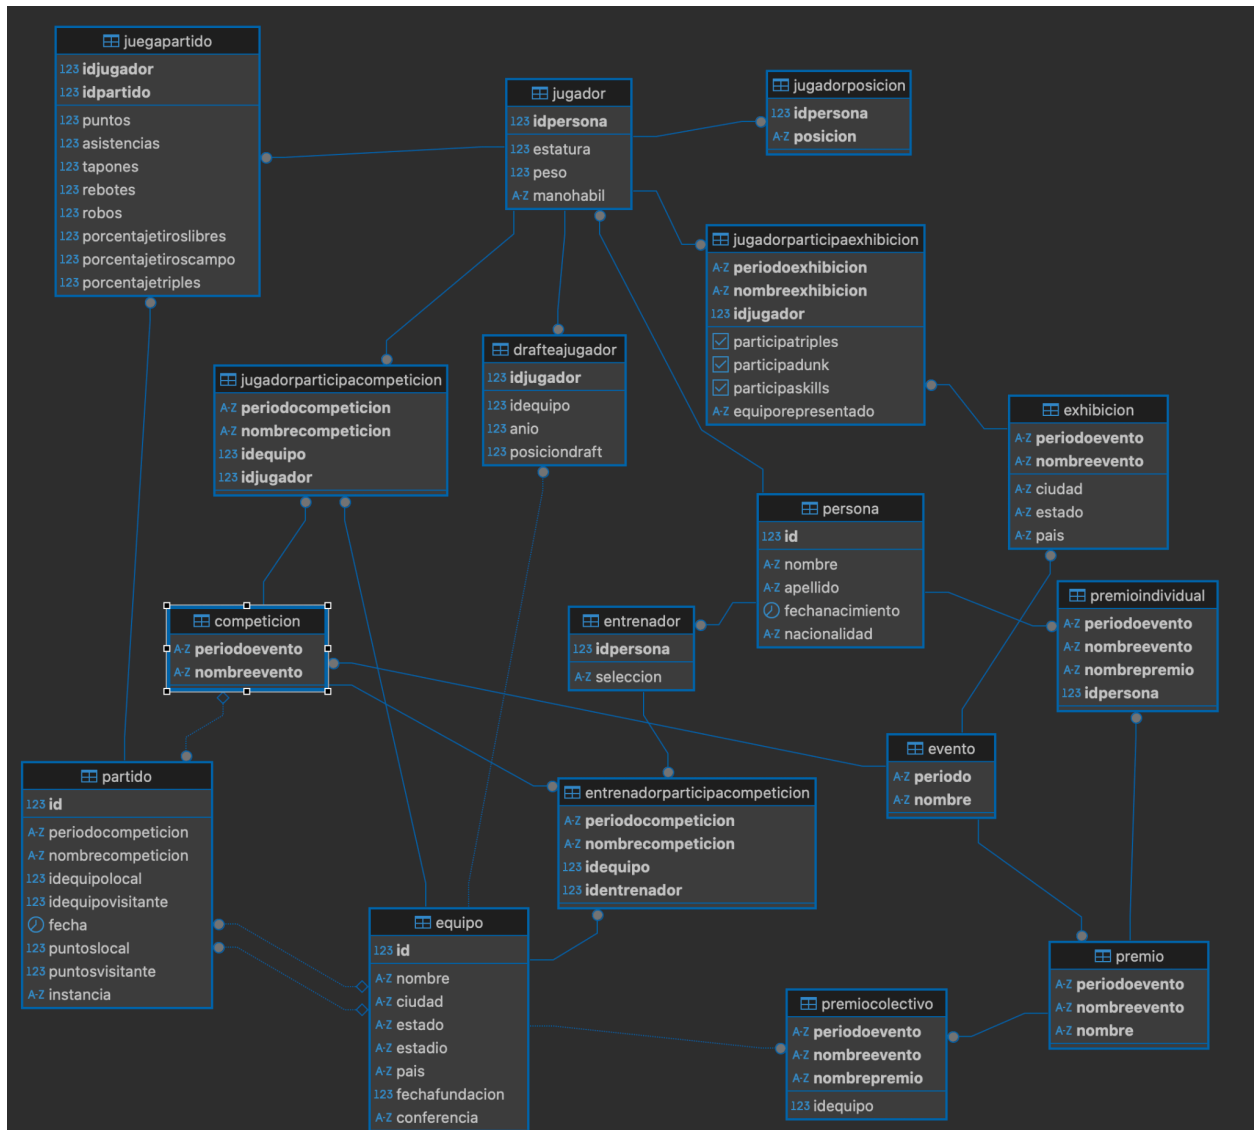 juegapartido
123 idjugador
123 idpartido
123 puntos
123 asistencias
123 tapones
123 rebotes
123 robos
123 porcentajetiroslibres
123 porcentajetiroscampo
123 porcentajetriples
jugador
123 idpersona
123 estatura
123 peso
A-Z manohabil
jugadorposicion
123 idpersona
A-Z posicion
jugadorparticipaexhibicion
A-Z periodoexhibicion
A-Z nombreexhibicion
123 idjugador
participatriples
participadunk
participaskills
A-Z equiporepresentado
drafteajugador
123 idjugador
123 idequipo
123 anio
123 posiciondraft
jugadorparticipacompeticion
A-Z periodocompeticion
A-Z nombrecompeticion
123 idequipo
123 idjugador
exhibicion
A-Z periodoevento
A-Z nombreevento
A-Z ciudad
A-Z estado
A-Z pais
persona
123 id
A-Z nombre
A-Z apellido
fechanacimiento
A-Z nacionalidad
premioindividual
A-Z periodoevento
A-Z nombreevento
A-Z nombrepremio
123 idpersona
competicion
A-Z periodoevento
A-Z nombreevento
entrenador
123 idpersona
A-Z seleccion
evento
A-Z periodo
A-Z nombre
partido
123 id
A-Z periodocompeticion
A-Z nombrecompeticion
123 idequipolocal
123 idequipovisitante
fecha
123 puntoslocal
123 puntosvisitante
A-Z instancia
entrenadorparticipacompeticion
A-Z periodocompeticion
A-Z nombrecompeticion
123 idequipo
123 identrenador
equipo
123 id
A-Z nombre
A-Z ciudad
A-Z estado
A-Z estadio
A-Z pais
123 fechafundacion
A-Z conferencia
premio
A-Z periodoevento
A-Z nombreevento
A-Z nombre
premiocolectivo
A-Z periodoevento
A-Z nombreevento
A-Z nombrepremio
123 idequipo